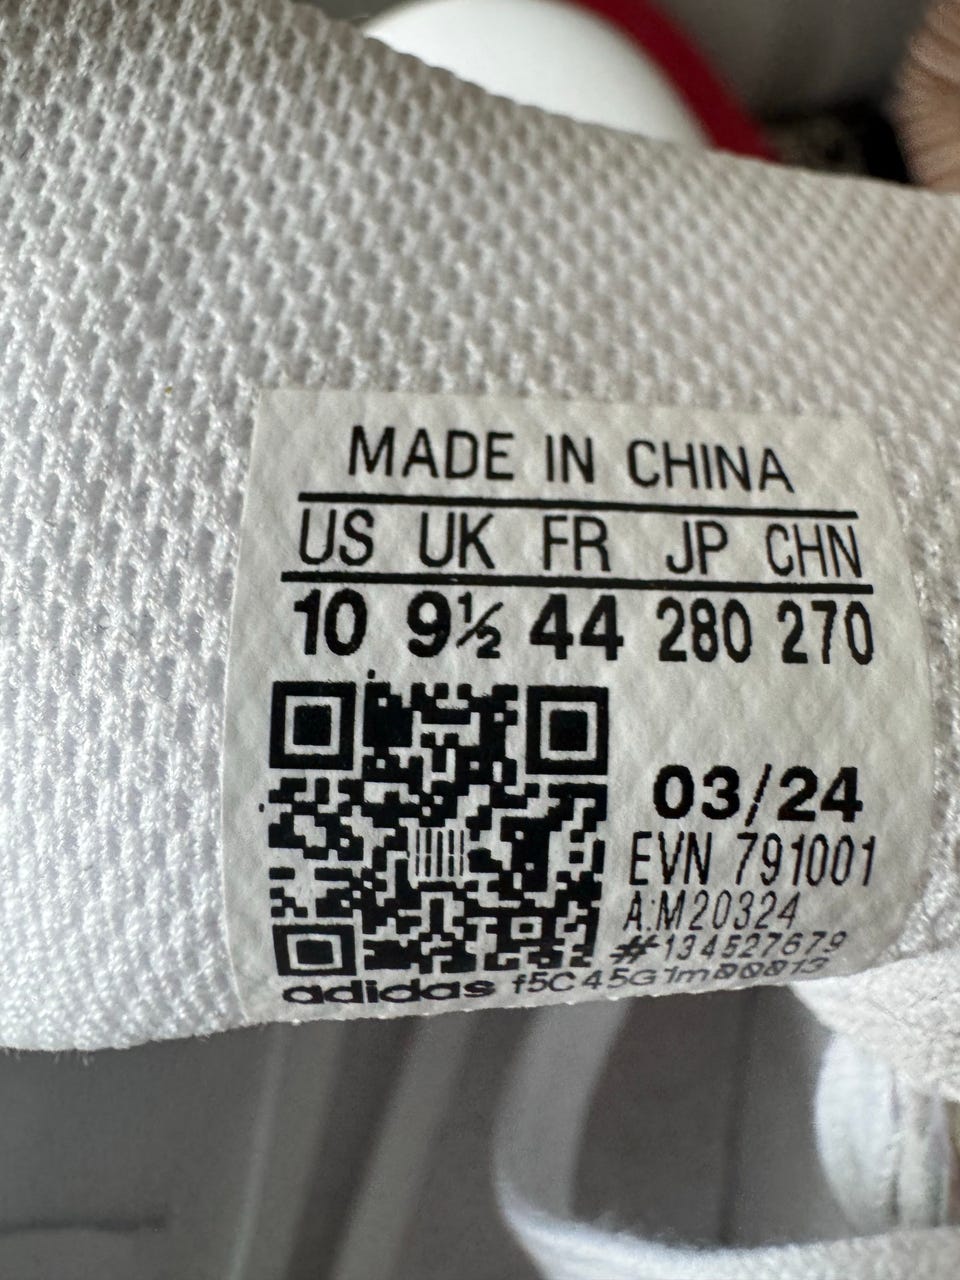 MADE IN CHINA
US UK FR JP CHN
10 9½ 44 280 270
03/24
EVN 791001
A:M20324
#134527679
adidas f5C45G1m00013